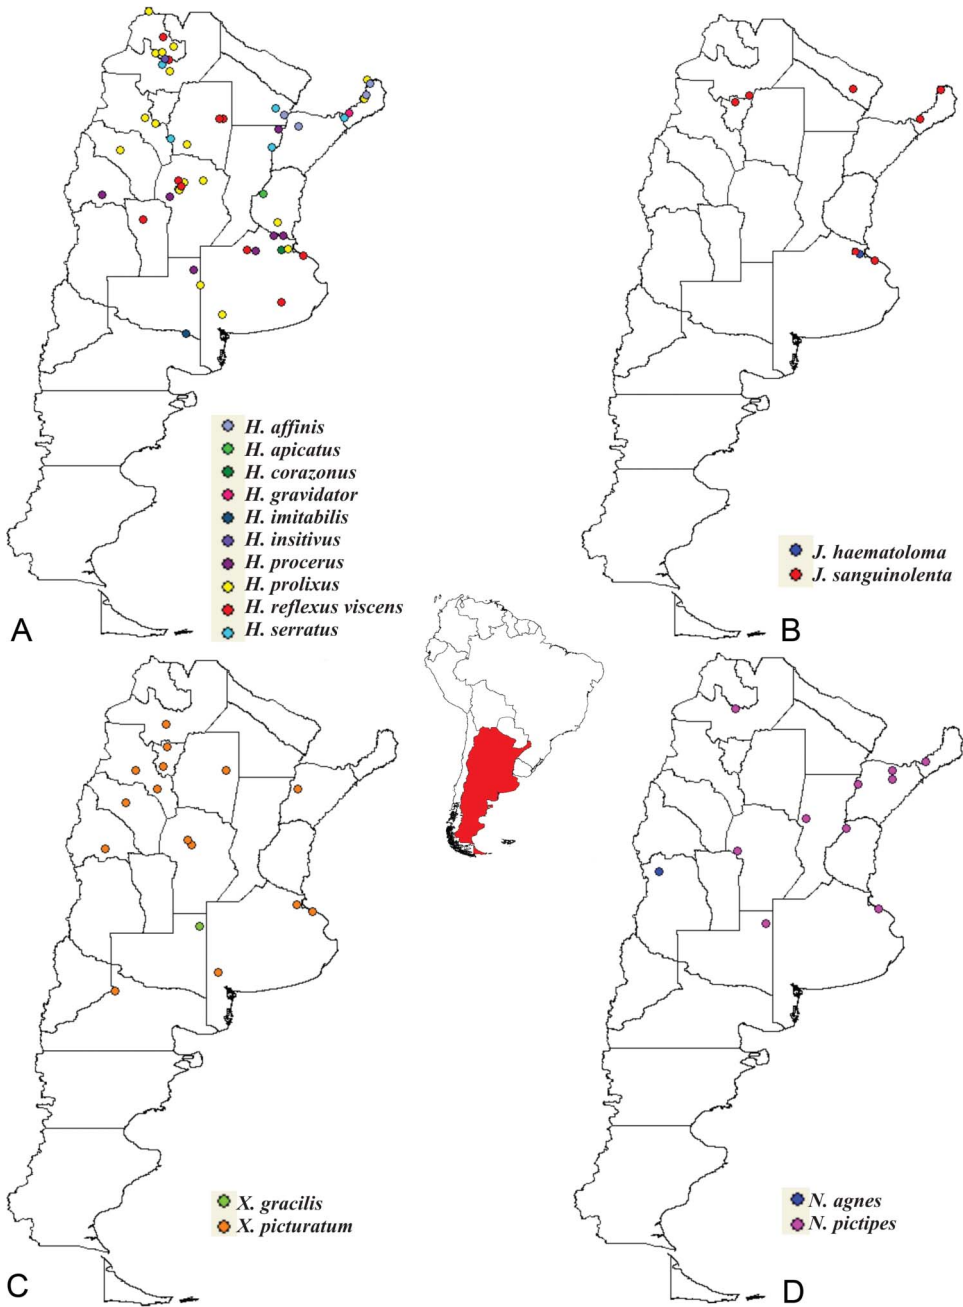 H. affinis
H. apicatus
H. corazonus
H. gravidator
H. imitabilis
H. insitivus
H. procerus
H. prolixus
H. reflexus viscens
H. serratus
A
J. haematoloma
J. sanguinolenta
B
X. gracilis
X. picturatum
C
N. agnes
N. pictipes
D